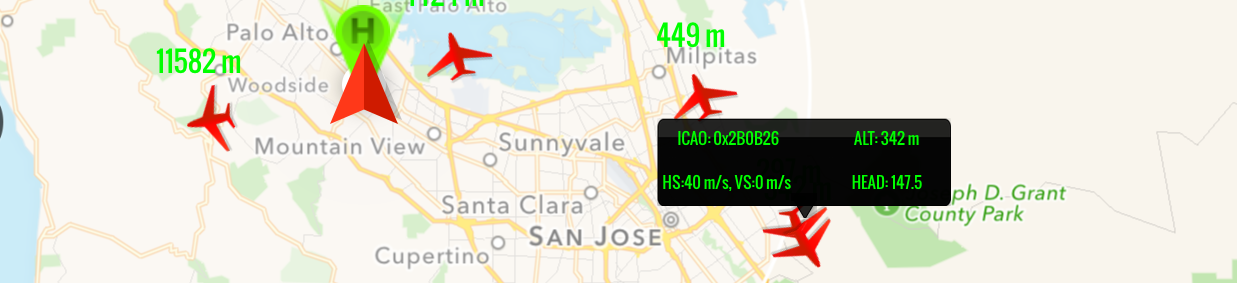 East Palo Alto
H
Palo Alto
449 m
11582 m
Milpitas
Woodside
ICAO: 0x2B0B26
ALT: 342 m
Mountain View
Sunnyvale
HS:40 m/s, VS:0 m/s
HEAD: 147.5
ph D. Grant
County Park
Santa Clara
SAN JOSE
Cupertino